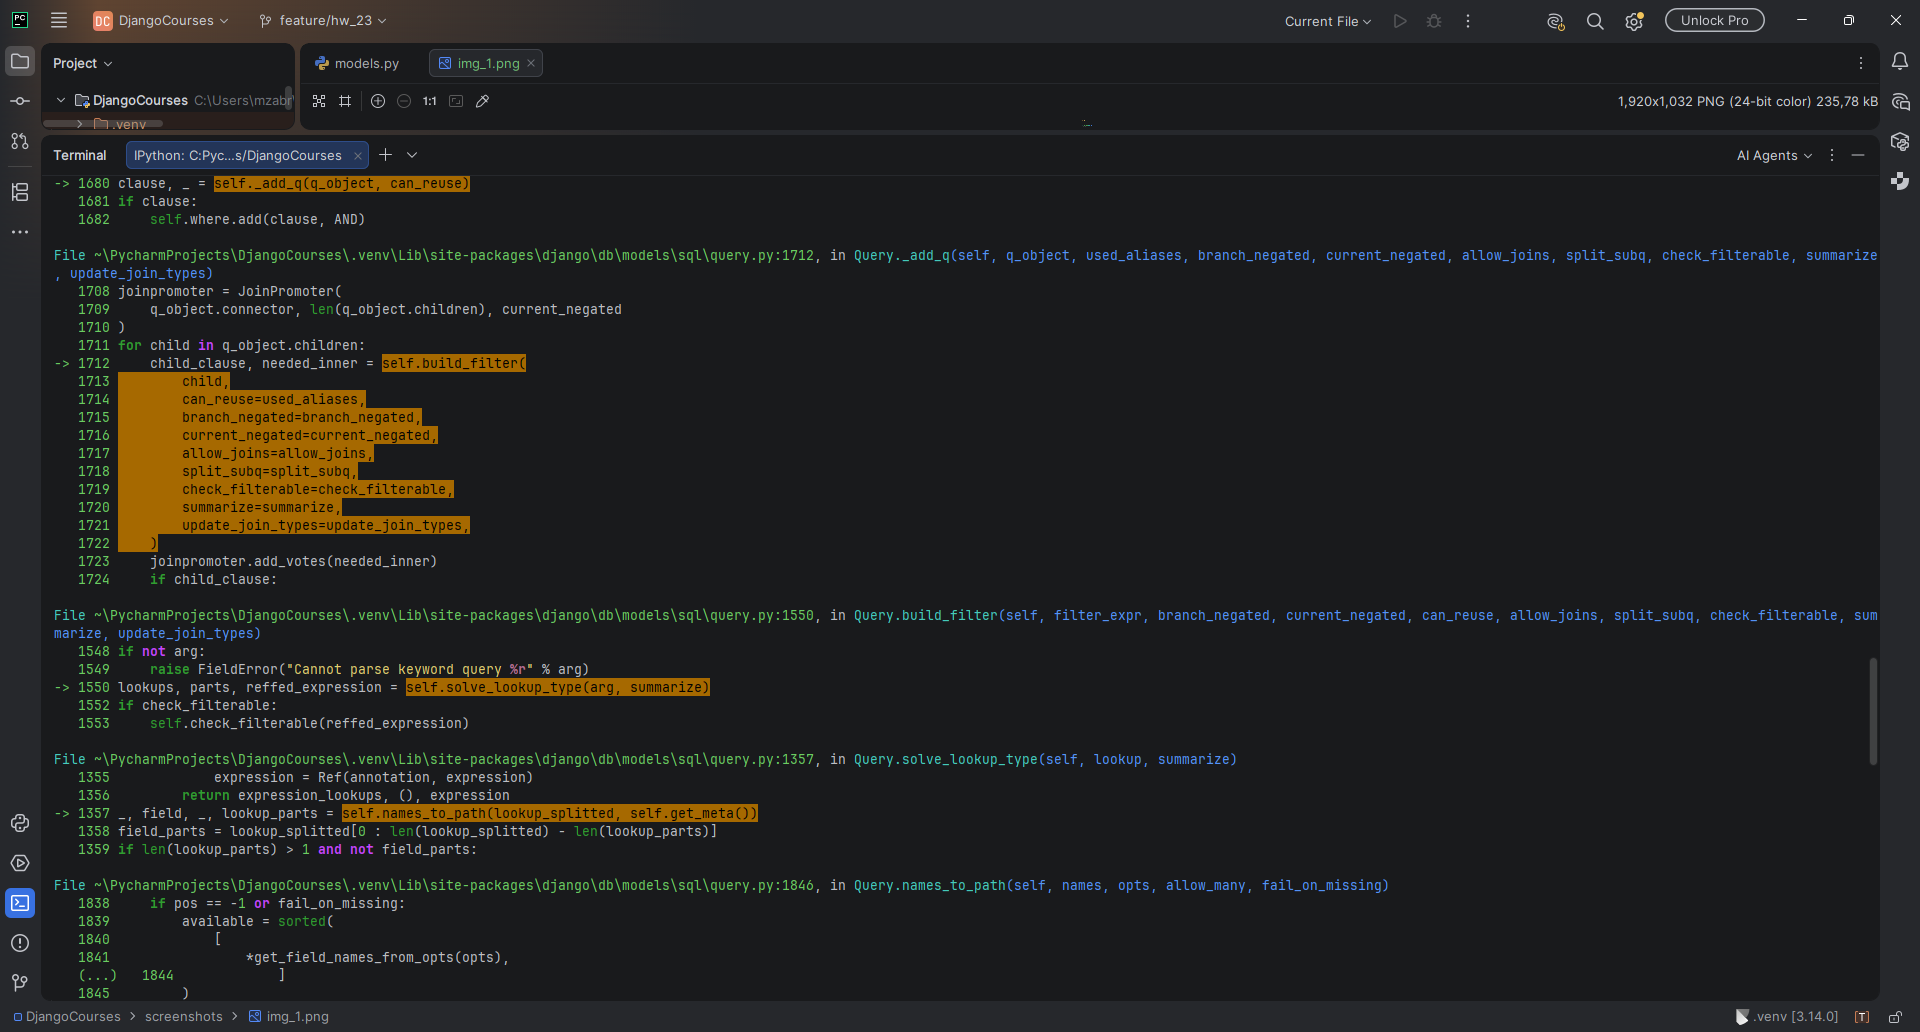 PC
DC DjangoCourses
feature/hw_23
Current File
Unlock Pro
Project
models.py
img_1.png
DjangoCourses C:\Users\mzabr
.venv
1:1
1,920x1,032 PNG (24-bit color) 235,78 kB
Terminal
IPython: C:Pyc...s/DjangoCourses
AI Agents
-> 1680 clause, _ = self._add_q(q_object, can_reuse)
1681 if clause:
1682     self.where.add(clause, AND)
File ~\PycharmProjects\DjangoCourses\.venv\Lib\site-packages\django\db\models\sql\query.py:1712, in Query._add_q(self, q_object, used_aliases, branch_negated, current_negated, allow_joins, split_subq, check_filterable, summarize
, update_join_types)
1708 joinpromoter = JoinPromoter(
1709     q_object.connector, len(q_object.children), current_negated
1710 )
1711 for child in q_object.children:
-> 1712     child_clause, needed_inner = self.build_filter(
1713         child,
1714         can_reuse=used_aliases,
1715         branch_negated=branch_negated,
1716         current_negated=current_negated,
1717         allow_joins=allow_joins,
1718         split_subq=split_subq,
1719         check_filterable=check_filterable,
1720         summarize=summarize,
1721         update_join_types=update_join_types,
1722     )
1723     joinpromoter.add_votes(needed_inner)
1724     if child_clause:
File ~\PycharmProjects\DjangoCourses\.venv\Lib\site-packages\django\db\models\sql\query.py:1550, in Query.build_filter(self, filter_expr, branch_negated, current_negated, can_reuse, allow_joins, split_subq, check_filterable, sum
marize, update_join_types)
1548 if not arg:
1549     raise FieldError("Cannot parse keyword query %r" % arg)
-> 1550 lookups, parts, reffed_expression = self.solve_lookup_type(arg, summarize)
1552 if check_filterable:
1553     self.check_filterable(reffed_expression)
File ~\PycharmProjects\DjangoCourses\.venv\Lib\site-packages\django\db\models\sql\query.py:1357, in Query.solve_lookup_type(self, lookup, summarize)
1355             expression = Ref(annotation, expression)
1356         return expression_lookups, (), expression
-> 1357 _, field, _, lookup_parts = self.names_to_path(lookup_splitted, self.get_meta())
1358 field_parts = lookup_splitted[0 : len(lookup_splitted) - len(lookup_parts)]
1359 if len(lookup_parts) > 1 and not field_parts:
File ~\PycharmProjects\DjangoCourses\.venv\Lib\site-packages\django\db\models\sql\query.py:1846, in Query.names_to_path(self, names, opts, allow_many, fail_on_missing)
1838     if pos == -1 or fail_on_missing:
1839         available = sorted(
1840             [
1841                 *get_field_names_from_opts(opts),
(...)   1844             ]
1845         )
DjangoCourses > screenshots > img_1.png
.venv [3.14.0]
[T]